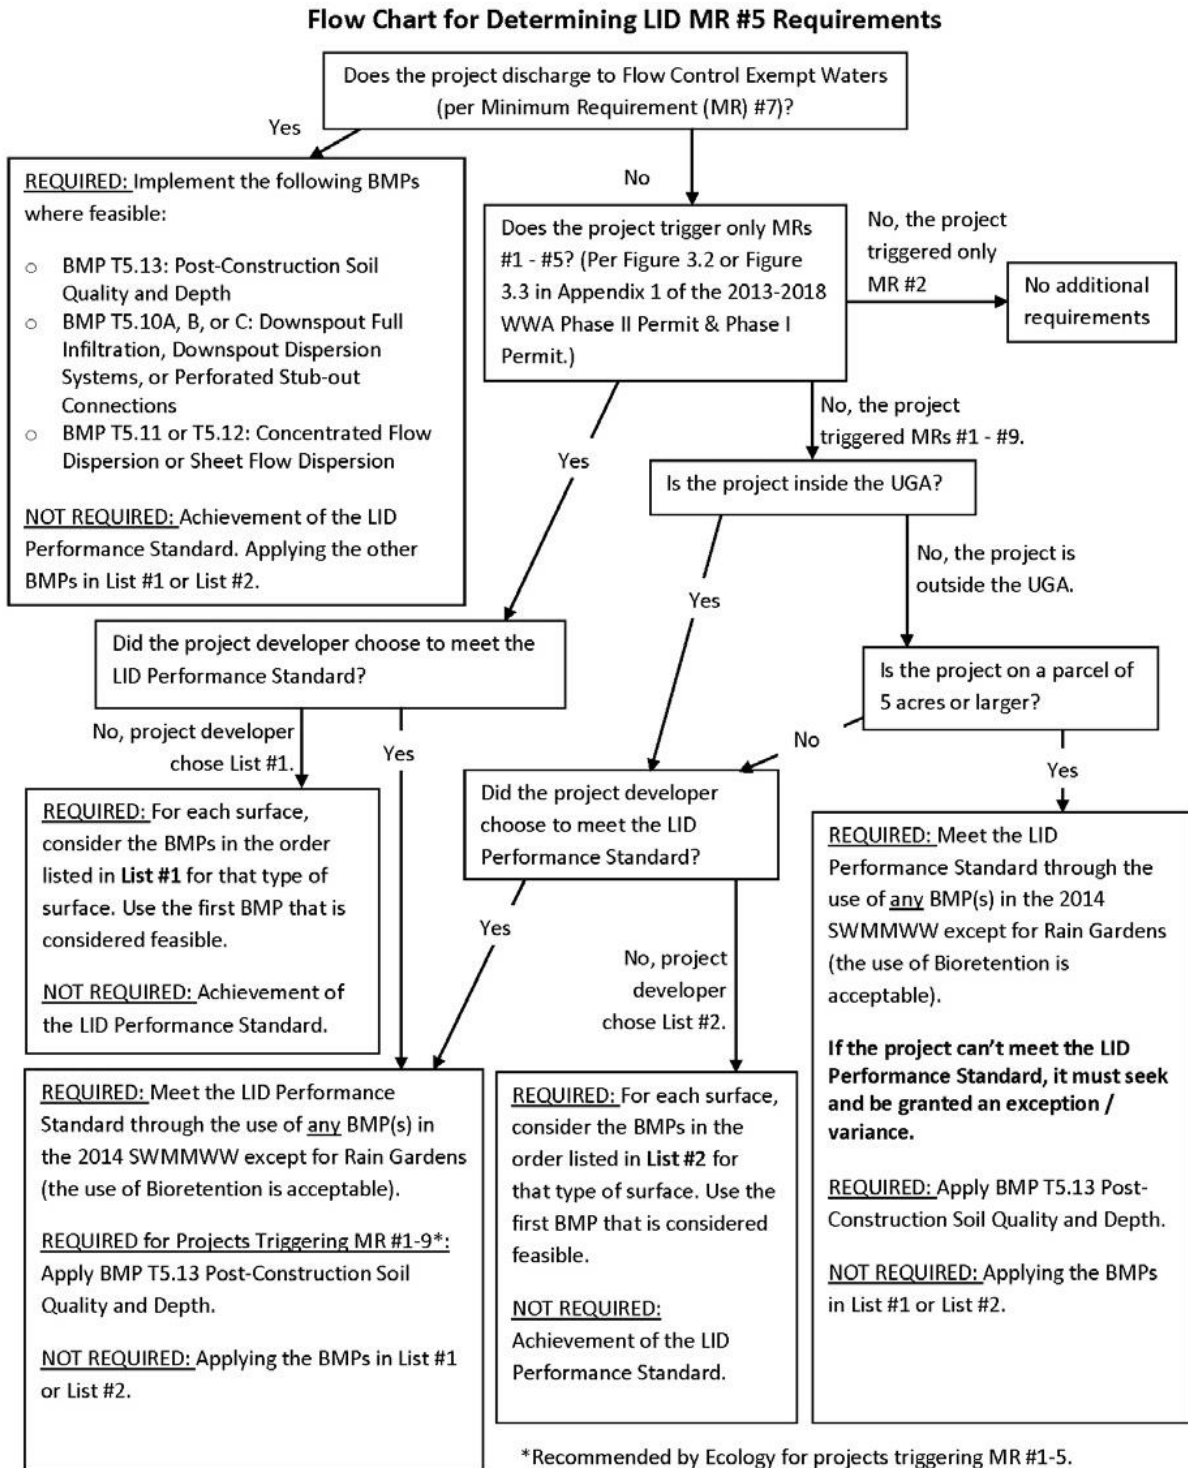 Flow Chart for Determining LID MR #5 Requirements
Does the project discharge to Flow Control Exempt Waters
(per Minimum Requirement (MR) #7)?
Yes
No
REQUIRED: Implement the following BMPs
where feasible:
○ BMP T5.13: Post-Construction Soil
Quality and Depth
○ BMP T5.10A, B, or C: Downspout Full
Infiltration, Downspout Dispersion
Systems, or Perforated Stub-out
Connections
○ BMP T5.11 or T5.12: Concentrated Flow
Dispersion or Sheet Flow Dispersion
NOT REQUIRED: Achievement of the LID
Performance Standard. Applying the other
BMPs in List #1 or List #2.
Does the project trigger only MRs
#1 - #5? (Per Figure 3.2 or Figure
3.3 in Appendix 1 of the 2013-2018
WWA Phase II Permit & Phase I
Permit.)
No, the project
triggered only
MR #2
No additional
requirements
Yes
No, the project
triggered MRs #1 - #9.
Is the project inside the UGA?
Yes
No, the project is
outside the UGA.
Did the project developer choose to meet the
LID Performance Standard?
Is the project on a parcel of
5 acres or larger?
No, project developer
chose List #1.
Yes
No
Yes
REQUIRED: For each surface,
consider the BMPs in the order
listed in List #1 for that type of
surface. Use the first BMP that is
considered feasible.
NOT REQUIRED: Achievement of
the LID Performance Standard.
Did the project developer
choose to meet the LID
Performance Standard?
Yes
No, project
developer
chose List #2.
REQUIRED: Meet the LID
Performance Standard through the
use of any BMP(s) in the 2014
SWMMWW except for Rain Gardens
(the use of Bioretention is
acceptable).
If the project can't meet the LID
Performance Standard, it must seek
and be granted an exception /
variance.
REQUIRED: Apply BMP T5.13 Post-
Construction Soil Quality and Depth.
NOT REQUIRED: Applying the BMPs
in List #1 or List #2.
REQUIRED: Meet the LID Performance
Standard through the use of any BMP(s) in
the 2014 SWMMWW except for Rain Gardens
(the use of Bioretention is acceptable).
REQUIRED for Projects Triggering MR #1-9*:
Apply BMP T5.13 Post-Construction Soil
Quality and Depth.
NOT REQUIRED: Applying the BMPs in List #1
or List #2.
REQUIRED: For each surface,
consider the BMPs in the
order listed in List #2 for
that type of surface. Use the
first BMP that is considered
feasible.
NOT REQUIRED:
Achievement of the LID
Performance Standard.
*Recommended by Ecology for projects triggering MR #1-5.